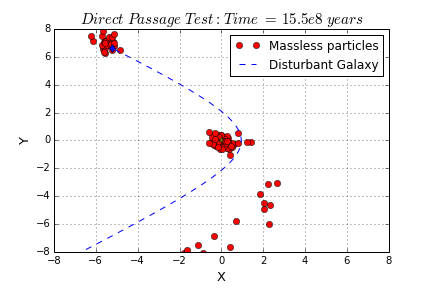 Direct Passage Test: Time = 15.5e8 years
Massless particles
Disturbant Galaxy
8
6
4
2
0
−2
−4
−6
−8
Y
−8 −6 −4 −2 0 2 4 6 8
X